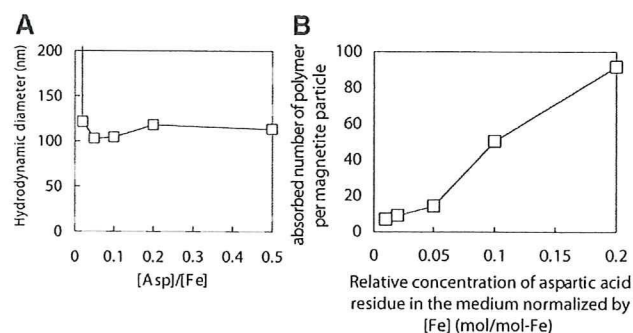 A
Hydrodynamic diameter (nm)
200
150
100
50
0
0 0.1 0.2 0.3 0.4 0.5
[Asp]/[Fe]
B
absorbed number of polymer
per magnetite particle
100
80
60
40
20
0
0 0.05 0.1 0.15 0.2
Relative concentration of aspartic acid
residue in the medium normalized by
[Fe] (mol/mol-Fe)